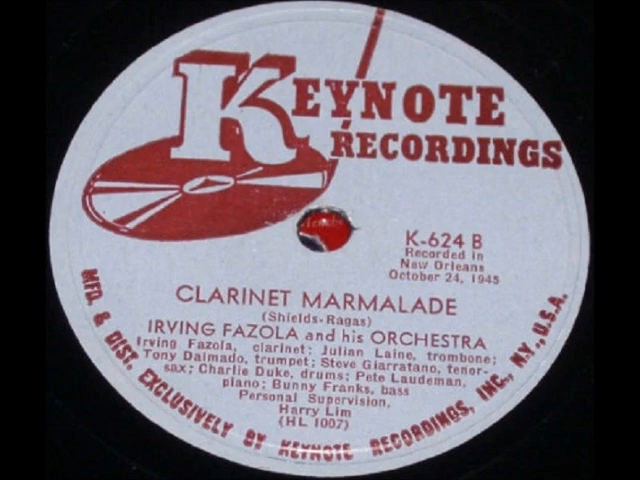 KEYNOTE
RECORDINGS
K-624 B
Recorded in
New Orleans
October 24, 1945
CLARINET MARMALADE
(Shields-Ragas)
IRVING FAZOLA and his ORCHESTRA
Irving Fazola, clarinet; Julian Laine, trombone;
Tony Dalmado, trumpet; Steve Giarratano, tenor-
sax; Charlie Duke, drums; Pete Laudeman,
piano; Bunny Franks, bass
Personal Supervision,
Harry Lim
(HL 1007)
MFD. & DIST. EXCLUSIVELY BY KEYNOTE RECORDINGS, INC., N.Y., U.S.A.